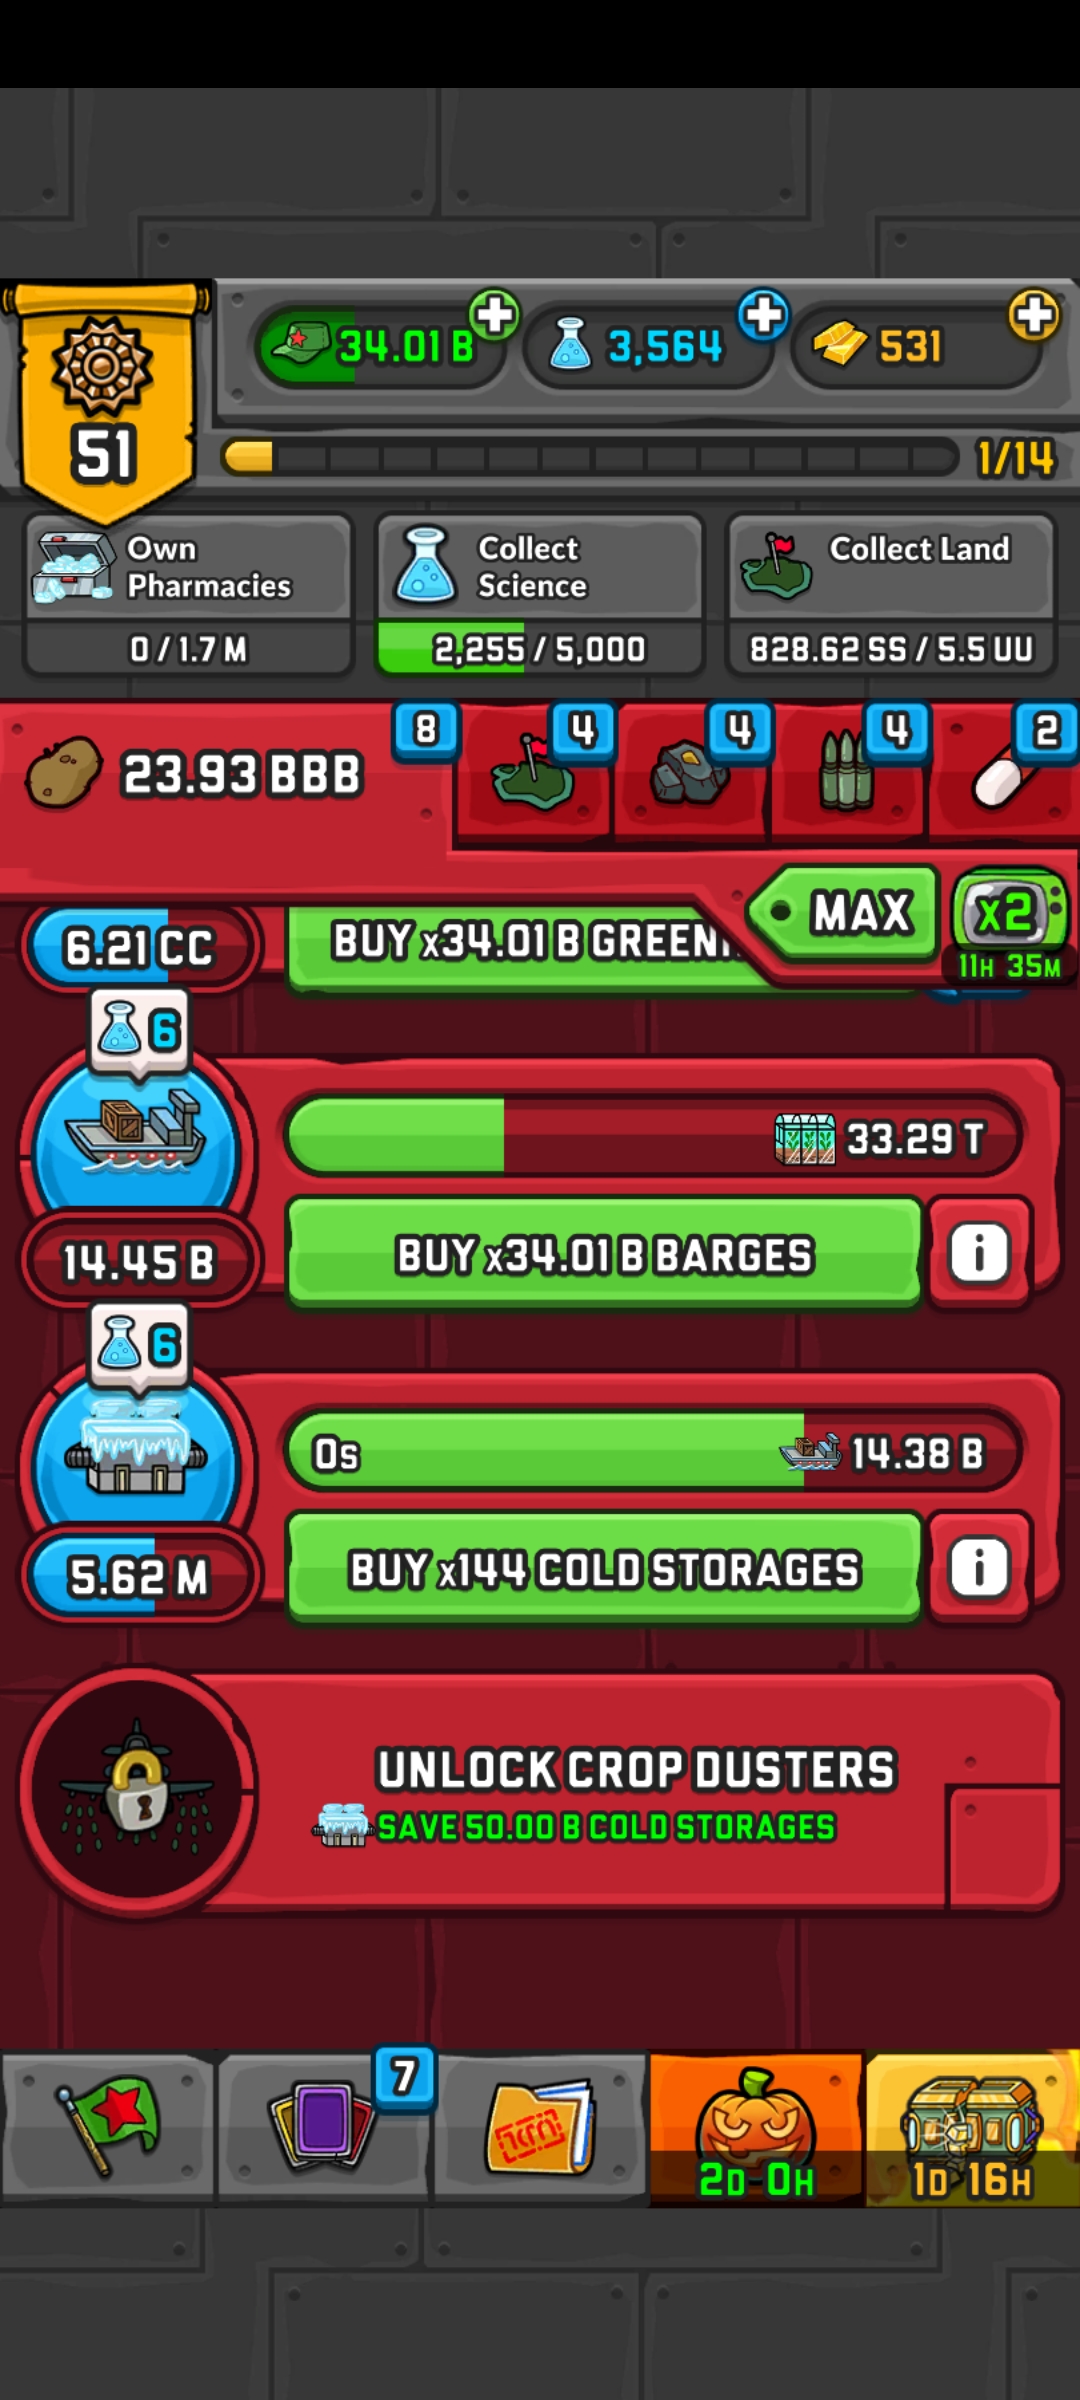 34.01 B
3,564
531
51
1/14
Own
Pharmacies
0 / 1.7 M
Collect
Science
2,255 / 5,000
Collect Land
828.62 SS / 5.5 UU
23.93 BBB
8
4
4
4
2
MAX
x2
11H 35M
6.21 CC
BUY x34.01 B
6
33.29 T
14.45 B
BUY x34.01 B BARGES
i
6
0s
14.38 B
5.62 M
BUY x144 COLD STORAGES
i
UNLOCK CROP DUSTERS
SAVE 50.00 B COLD STORAGES
7
2D 0H
1D 16H